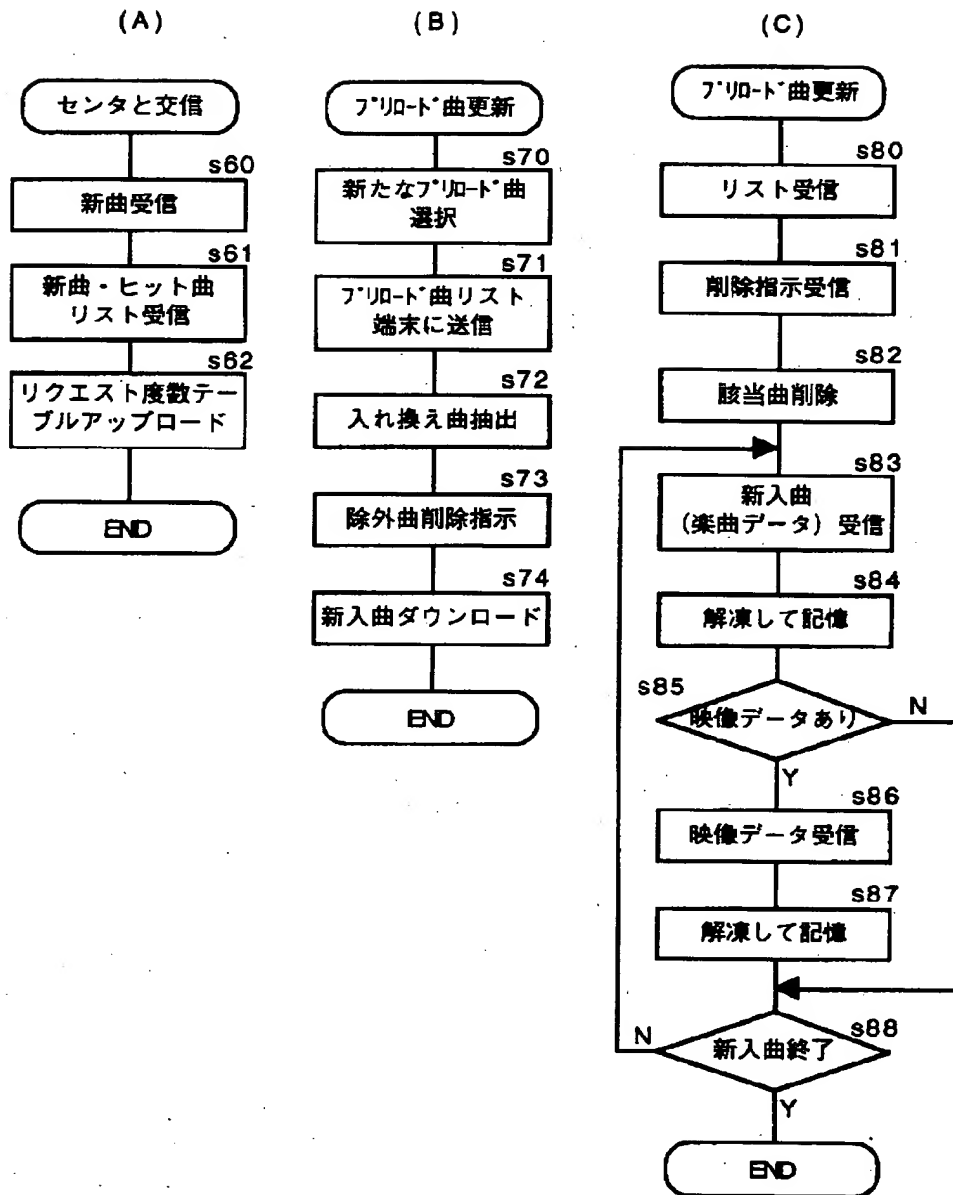 (A)
センタと交信
s60
新曲受信
s61
新曲・ヒット曲
リスト受信
s62
リクエスト度数テー
ブルアップロード
END
(B)
プリロード曲更新
s70
新たなプリロード曲
選択
s71
プリロード曲リスト
端末に送信
s72
入れ換え曲抽出
s73
除外曲削除指示
s74
新入曲ダウンロード
END
(C)
プリロード曲更新
s80
リスト受信
s81
削除指示受信
s82
該当曲削除
s83
新入曲
(楽曲データ)受信
s84
解凍して記憶
s85
映像データあり
N
Y
s86
映像データ受信
s87
解凍して記憶
s88
新入曲終了
N
Y
END